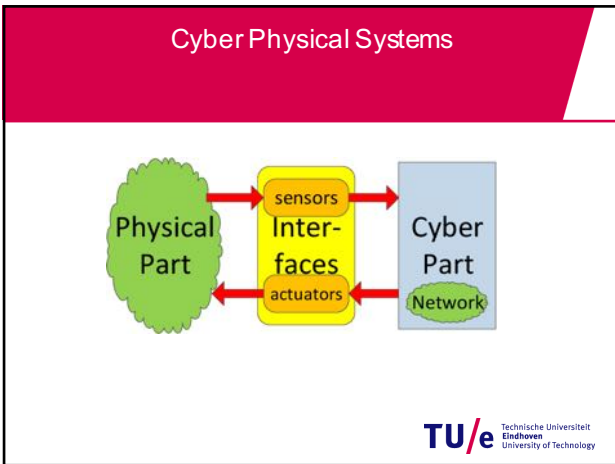 Cyber Physical Systems
Physical
Part
sensors
Inter-
faces
actuators
Cyber
Part
Network
TU/e
Technische Universiteit
Eindhoven
University of Technology